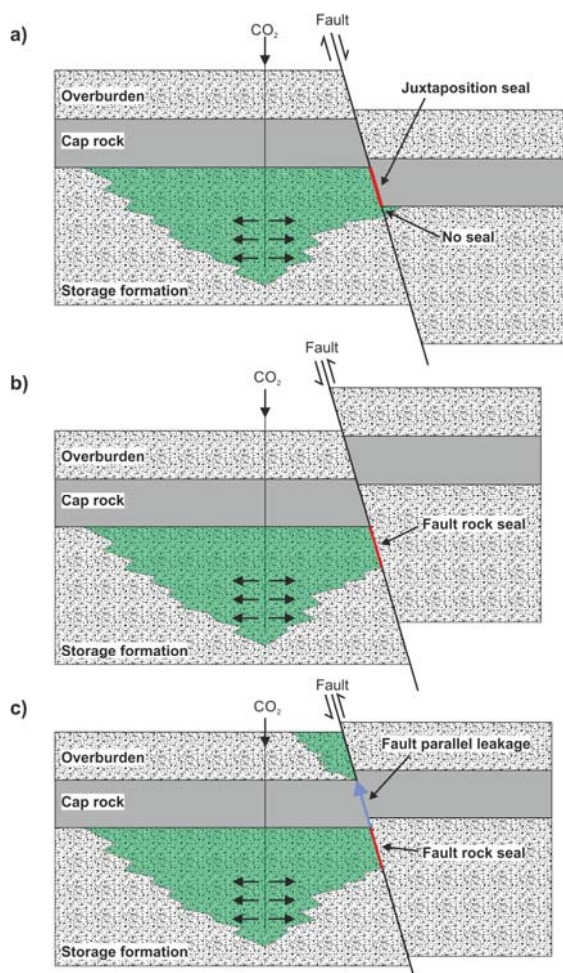 a)
Fault
CO₂
Overburden
Juxtaposition seal
Cap rock
No seal
Storage formation
b)
Fault
CO₂
Overburden
Cap rock
Fault rock seal
Storage formation
c)
Fault
CO₂
Overburden
Fault parallel leakage
Cap rock
Fault rock seal
Storage formation